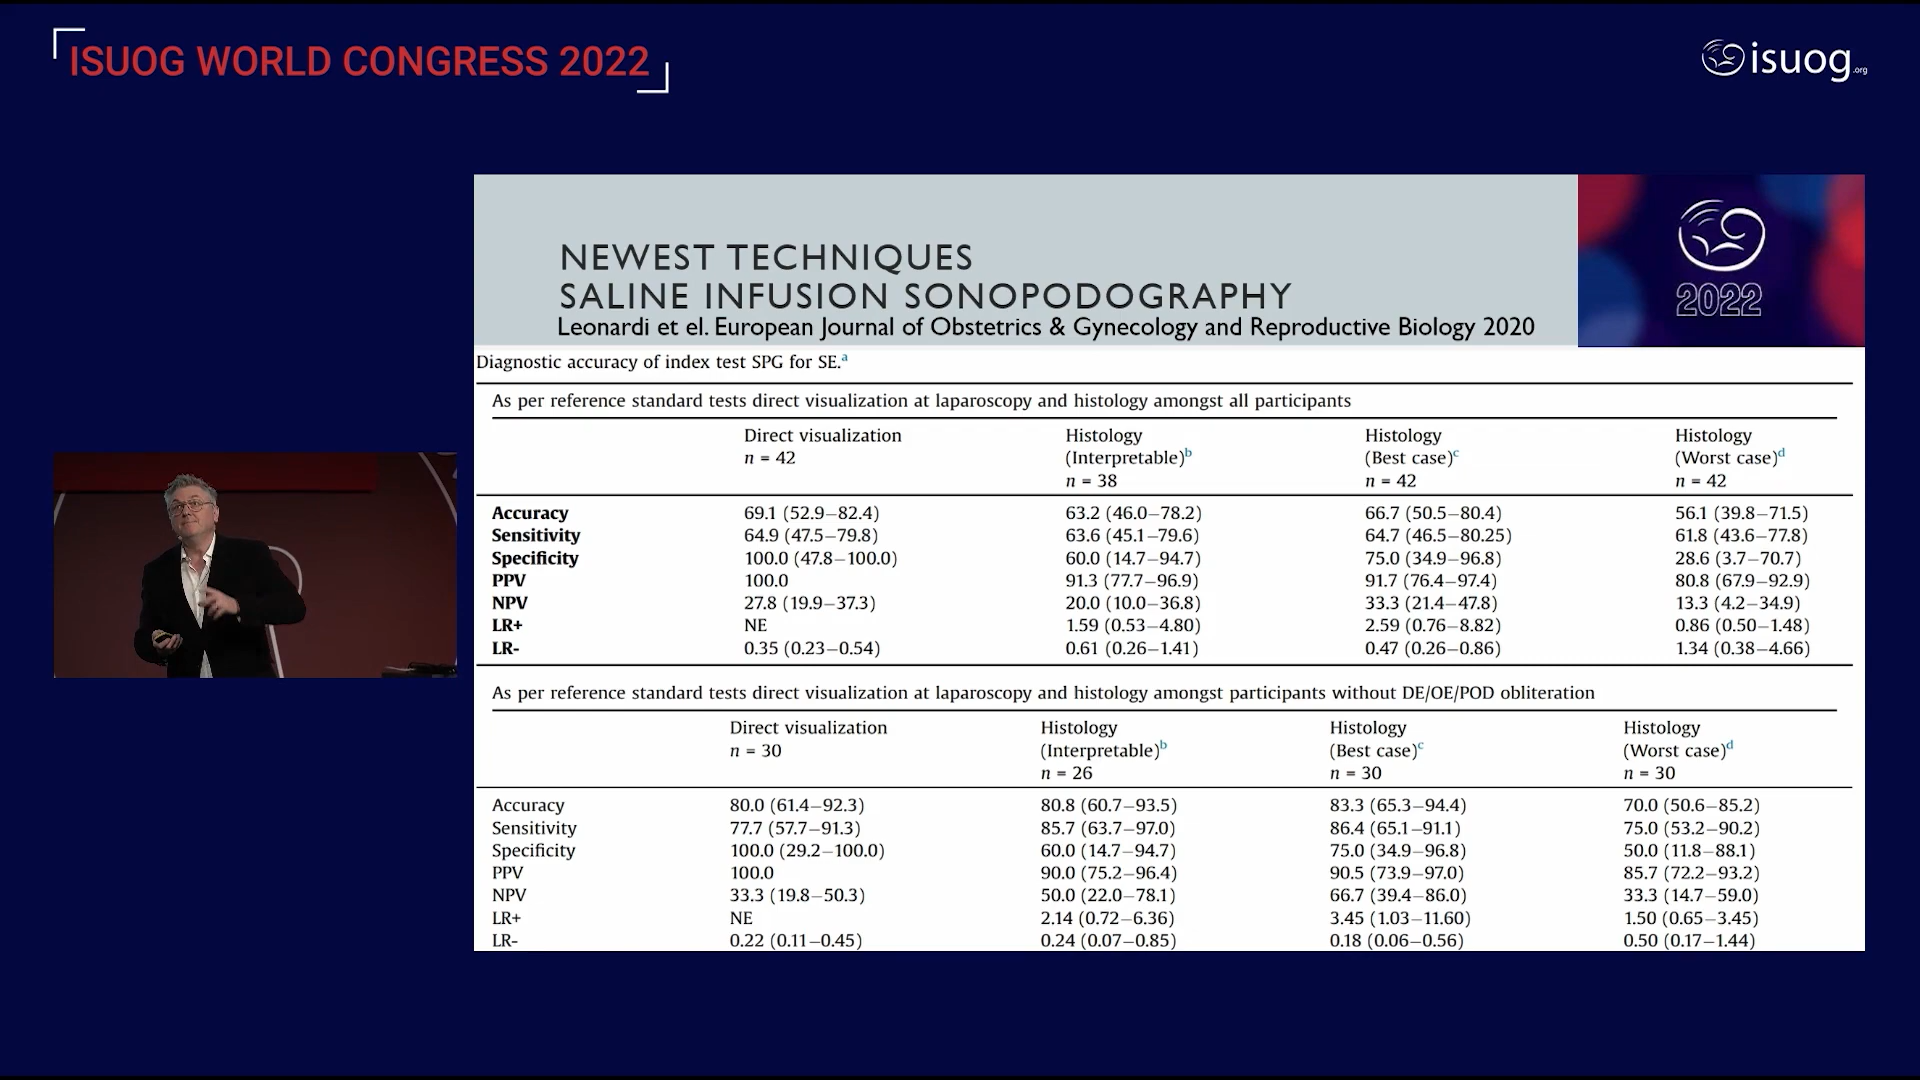 ISUOG WORLD CONGRESS 2022
isuog.org
NEWEST TECHNIQUES
SALINE INFUSION SONOPODOGRAPHY
Leonardi et el. European Journal of Obstetrics & Gynecology and Reproductive Biology 2020
2022
Diagnostic accuracy of index test SPG for SE.a
As per reference standard tests direct visualization at laparoscopy and histology amongst all participants
Direct visualization Histology Histology Histology
n = 42 (Interpretable)b (Best case)c (Worst case)d
n = 38 n = 42 n = 42
Accuracy 69.1 (52.9–82.4) 63.2 (46.0–78.2) 66.7 (50.5–80.4) 56.1 (39.8–71.5)
Sensitivity 64.9 (47.5–79.8) 63.6 (45.1–79.6) 64.7 (46.5–80.25) 61.8 (43.6–77.8)
Specificity 100.0 (47.8–100.0) 60.0 (14.7–94.7) 75.0 (34.9–96.8) 28.6 (3.7–70.7)
PPV 100.0 91.3 (77.7–96.9) 91.7 (76.4–97.4) 80.8 (67.9–92.9)
NPV 27.8 (19.9–37.3) 20.0 (10.0–36.8) 33.3 (21.4–47.8) 13.3 (4.2–34.9)
LR+ NE 1.59 (0.53–4.80) 2.59 (0.76–8.82) 0.86 (0.50–1.48)
LR- 0.35 (0.23–0.54) 0.61 (0.26–1.41) 0.47 (0.26–0.86) 1.34 (0.38–4.66)
As per reference standard tests direct visualization at laparoscopy and histology amongst participants without DE/OE/POD obliteration
Direct visualization Histology Histology Histology
n = 30 (Interpretable)b (Best case)c (Worst case)d
n = 26 n = 30 n = 30
Accuracy 80.0 (61.4–92.3) 80.8 (60.7–93.5) 83.3 (65.3–94.4) 70.0 (50.6–85.2)
Sensitivity 77.7 (57.7–91.3) 85.7 (63.7–97.0) 86.4 (65.1–91.1) 75.0 (53.2–90.2)
Specificity 100.0 (29.2–100.0) 60.0 (14.7–94.7) 75.0 (34.9–96.8) 50.0 (11.8–88.1)
PPV 100.0 90.0 (75.2–96.4) 90.5 (73.9–97.0) 85.7 (72.2–93.2)
NPV 33.3 (19.8–50.3) 50.0 (22.0–78.1) 66.7 (39.4–86.0) 33.3 (14.7–59.0)
LR+ NE 2.14 (0.72–6.36) 3.45 (1.03–11.60) 1.50 (0.65–3.45)
LR- 0.22 (0.11–0.45) 0.24 (0.07–0.85) 0.18 (0.06–0.56) 0.50 (0.17–1.44)